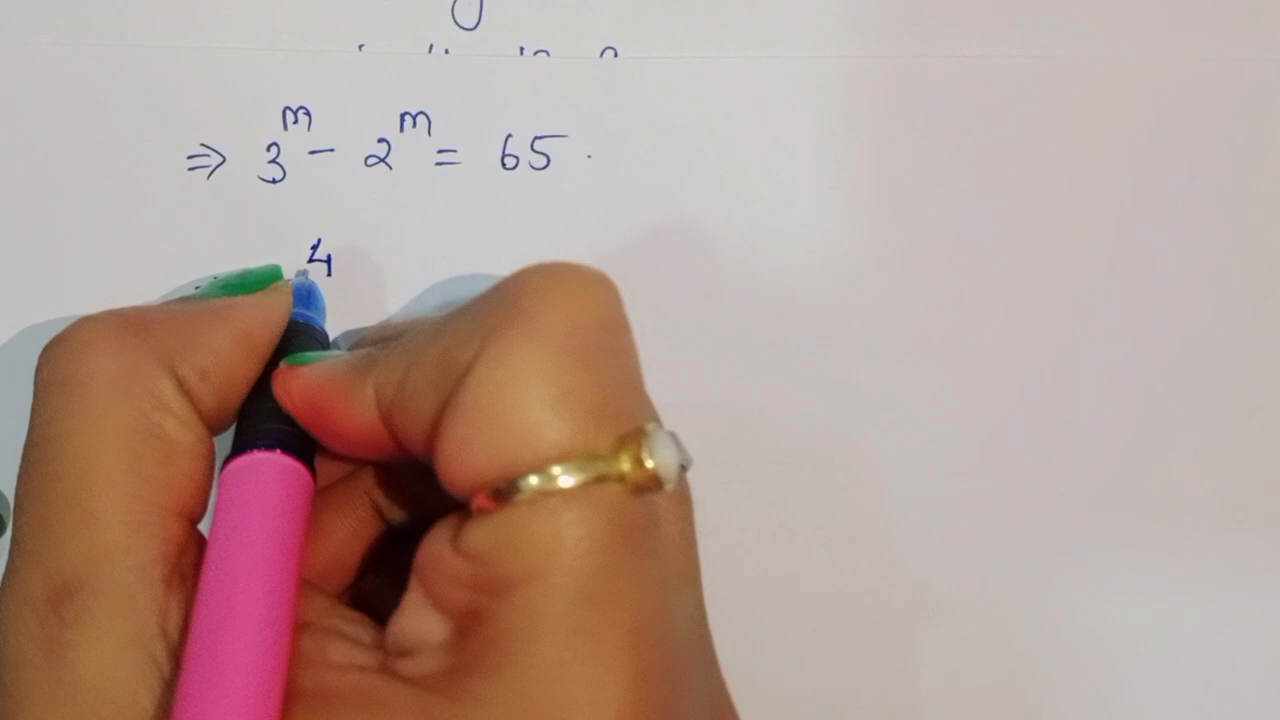 ⇒ 3^m - 2^m = 65 .
4